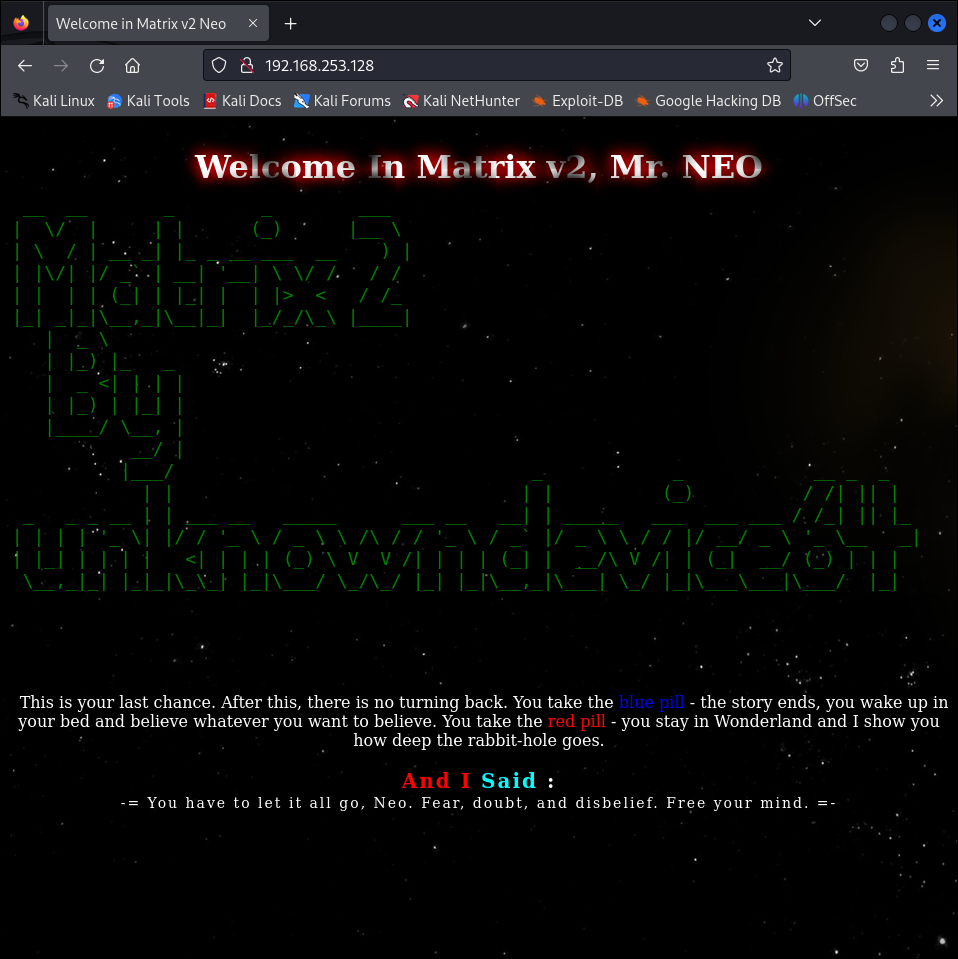 Welcome in Matrix v2 Neo
192.168.253.128
Kali Linux Kali Tools Kali Docs Kali Forums Kali NetHunter Exploit-DB Google Hacking DB OffSec
Welcome In Matrix v2, Mr. NEO
Matrix2
By
unknowndevice64
This is your last chance. After this, there is no turning back. You take the blue pill - the story ends, you wake up in
your bed and believe whatever you want to believe. You take the red pill - you stay in Wonderland and I show you
how deep the rabbit-hole goes.
And I Said :
-= You have to let it all go, Neo. Fear, doubt, and disbelief. Free your mind. =-